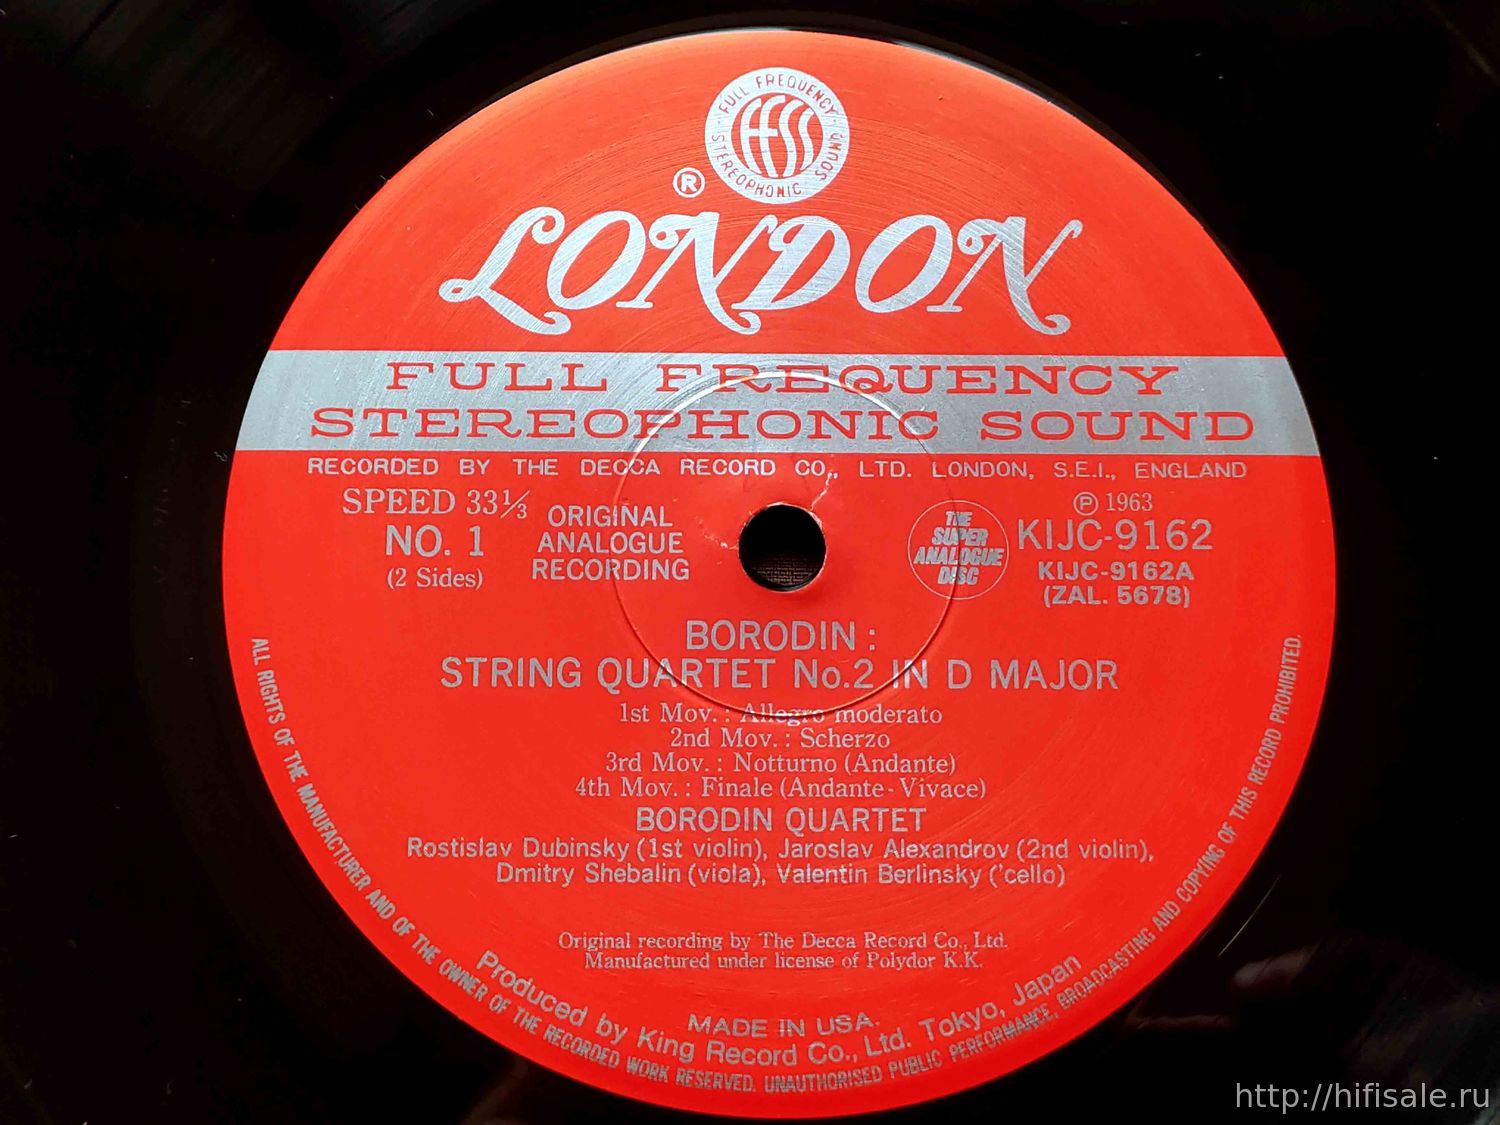 FULL FREQUENCY
STEREOPHONIC SOUND
FFSS
®
LONDON
FULL FREQUENCY
STEREOPHONIC SOUND
RECORDED BY THE DECCA RECORD CO., LTD. LONDON, S.E.I., ENGLAND
SPEED 33⅓
NO. 1
(2 Sides)
ORIGINAL
ANALOGUE
RECORDING
THE
SUPER
ANALOGUE
DISC
℗ 1963
KIJC-9162
KIJC-9162A
(ZAL. 5678)
BORODIN :
STRING QUARTET No.2 IN D MAJOR
1st Mov. : Allegro moderato
2nd Mov. : Scherzo
3rd Mov. : Notturno (Andante)
4th Mov. : Finale (Andante - Vivace)
BORODIN QUARTET
Rostislav Dubinsky (1st violin), Jaroslav Alexandrov (2nd violin),
Dmitry Shebalin (viola), Valentin Berlinsky ('cello)
Original recording by The Decca Record Co., Ltd.
Manufactured under license of Polydor K.K.
MADE IN USA.
Produced by King Record Co., Ltd. Tokyo, Japan
ALL RIGHTS OF THE MANUFACTURER AND OF THE OWNER OF THE RECORDED WORK RESERVED. UNAUTHORISED PUBLIC PERFORMANCE, BROADCASTING AND COPYING OF THIS RECORD PROHIBITED.
http://hifisale.ru